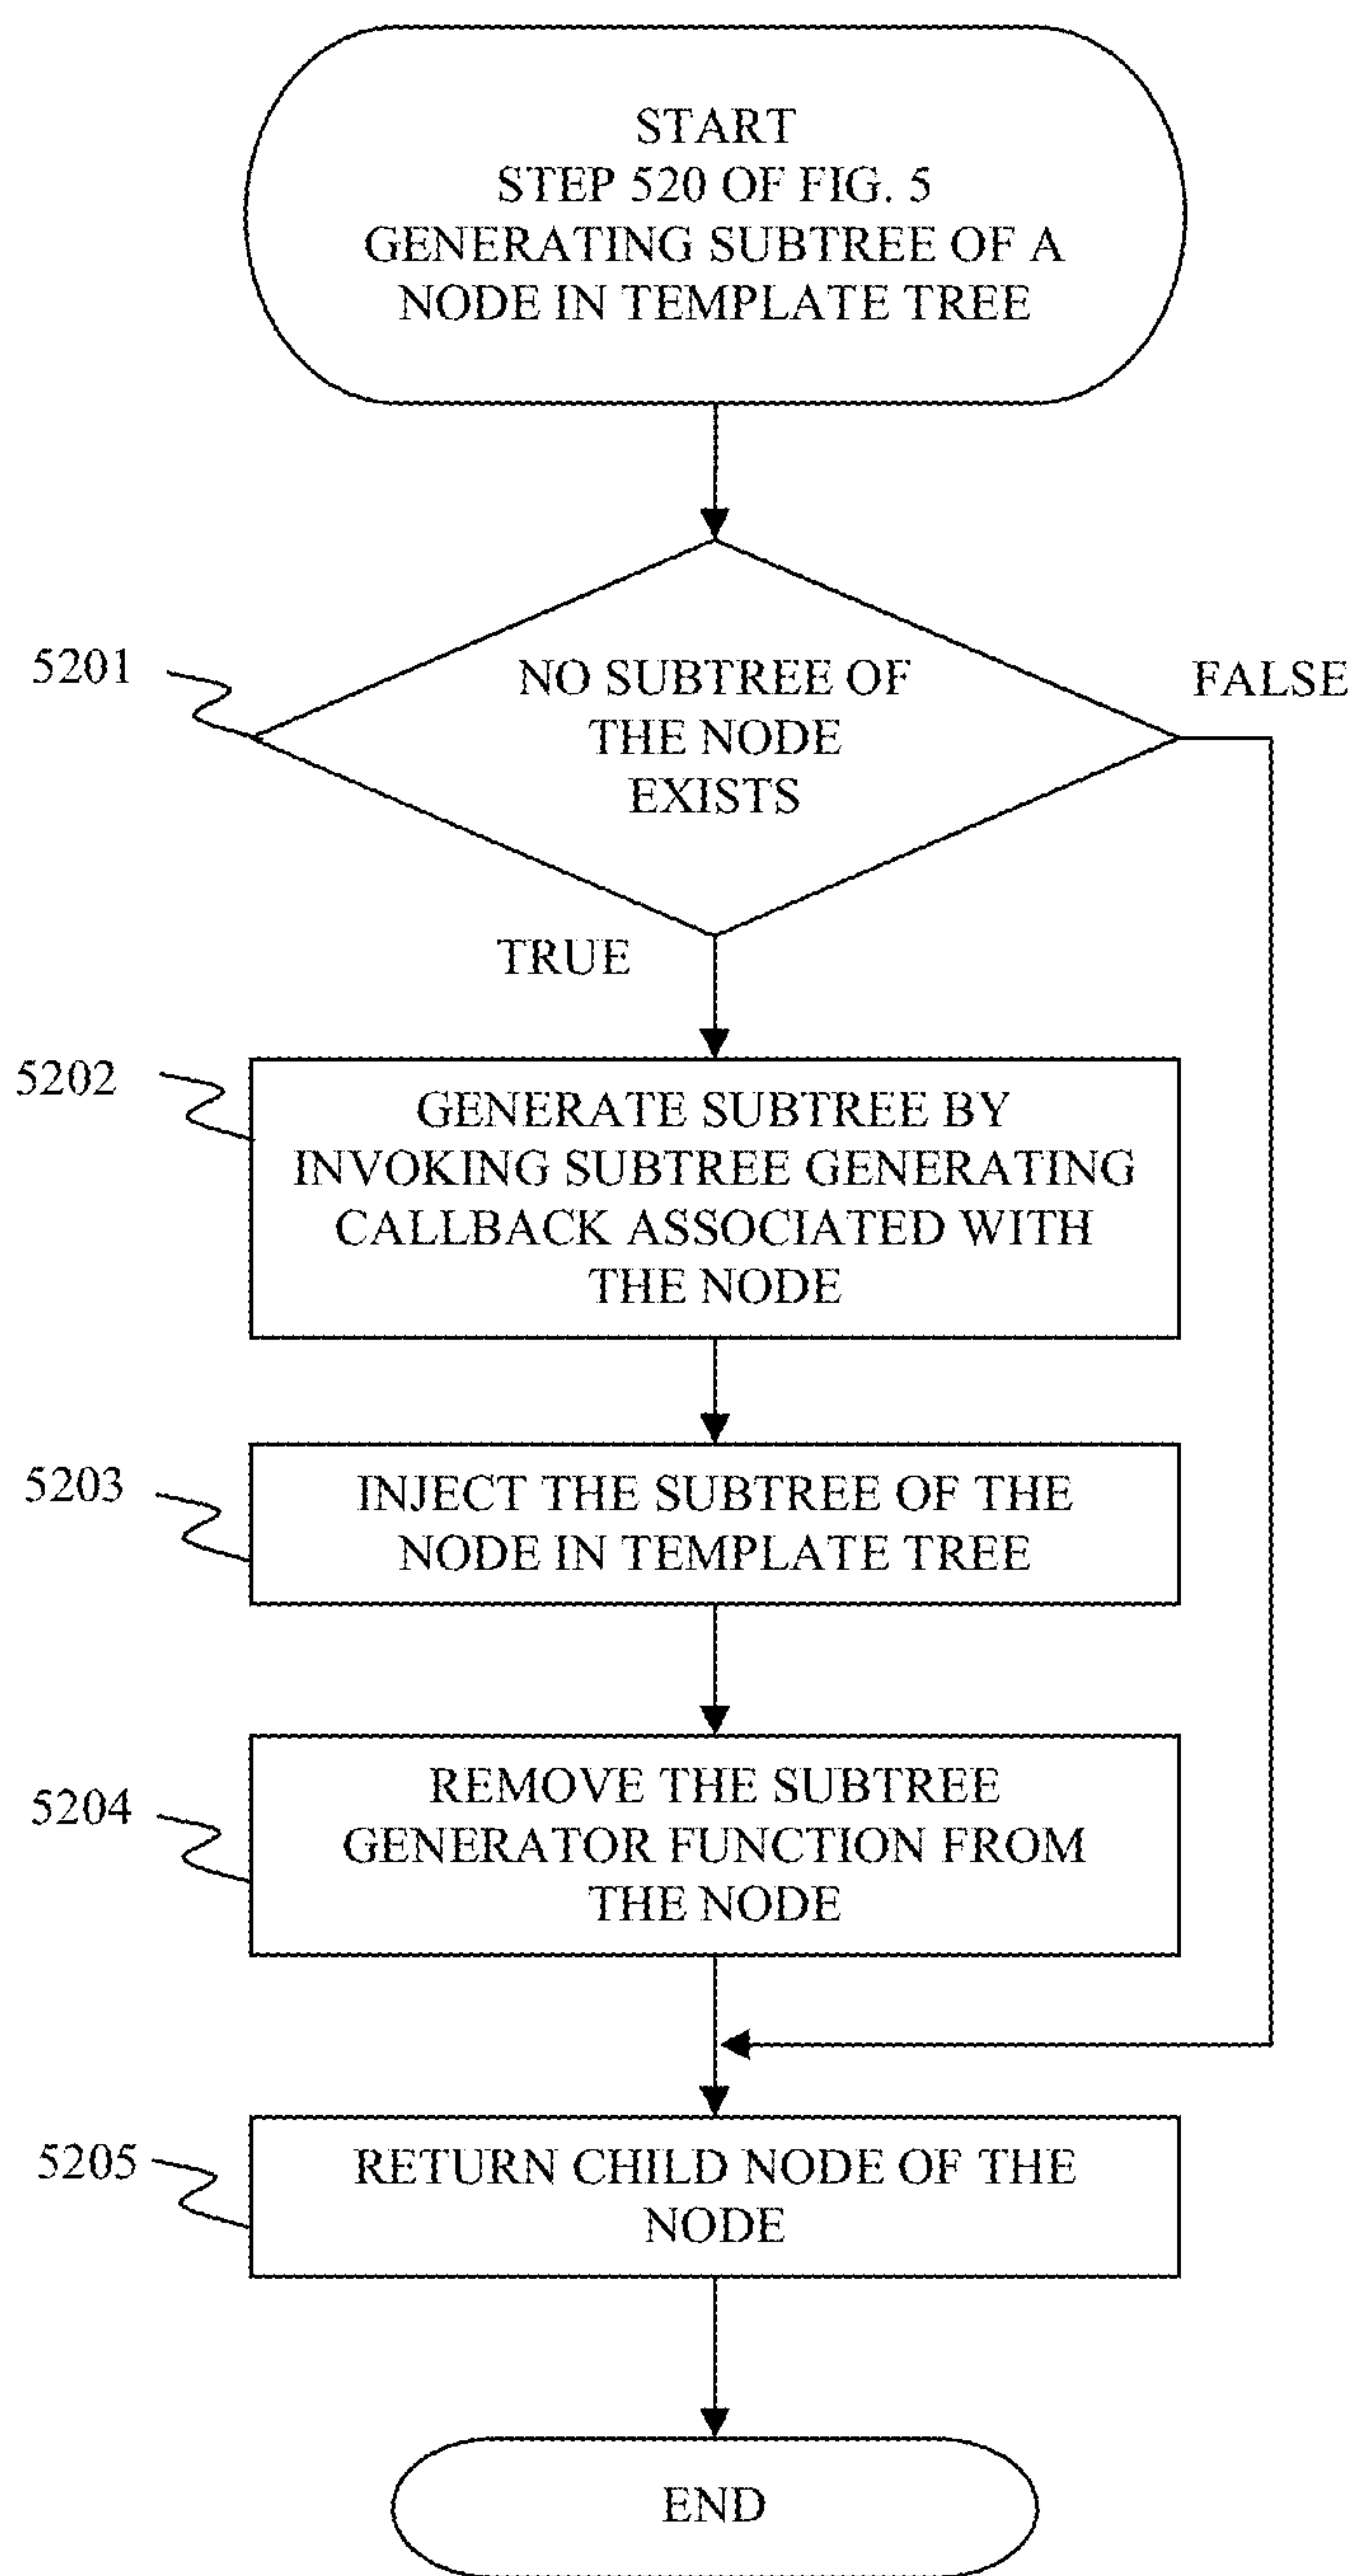 START
STEP 520 OF FIG. 5
GENERATING SUBTREE OF A
NODE IN TEMPLATE TREE
5201
NO SUBTREE OF
THE NODE
EXISTS
FALSE
TRUE
5202
GENERATE SUBTREE BY
INVOKING SUBTREE GENERATING
CALLBACK ASSOCIATED WITH
THE NODE
5203
INJECT THE SUBTREE OF THE
NODE IN TEMPLATE TREE
5204
REMOVE THE SUBTREE
GENERATOR FUNCTION FROM
THE NODE
5205
RETURN CHILD NODE OF THE
NODE
END